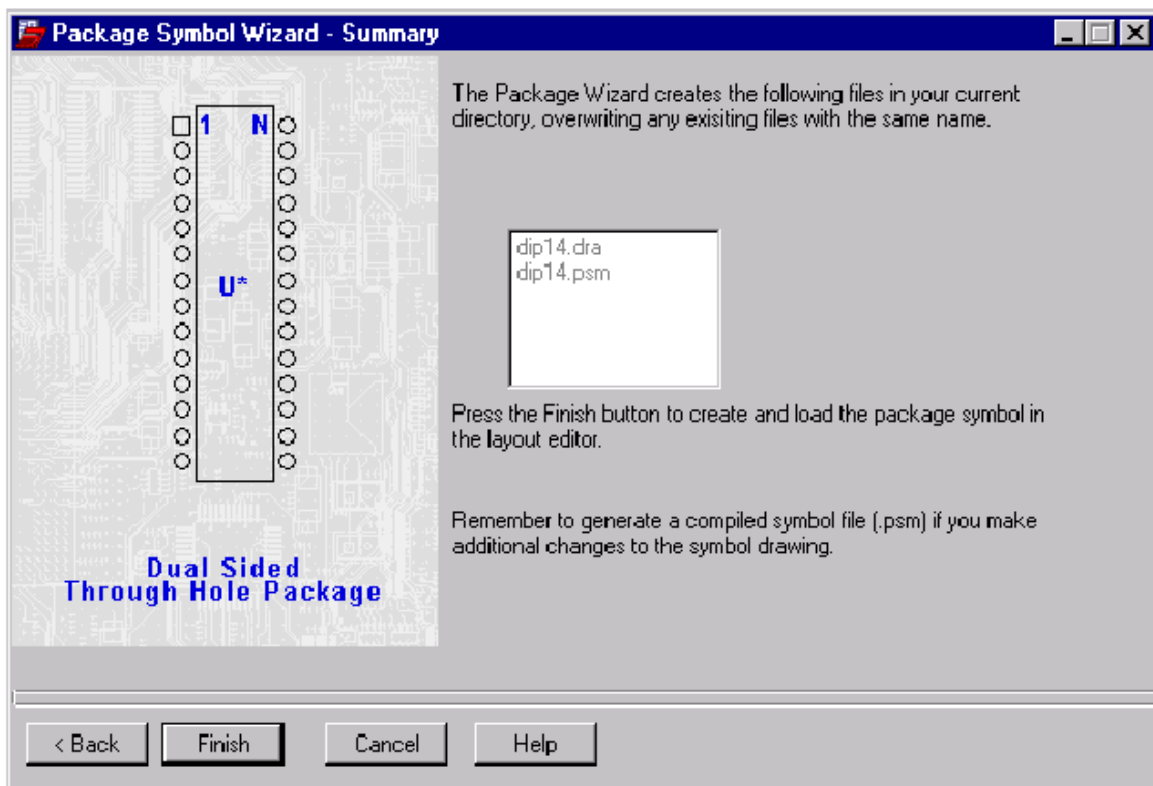 Package Symbol Wizard - Summary
1 N
U*
Dual Sided
Through Hole Package
The Package Wizard creates the following files in your current
directory, overwriting any exisiting files with the same name.
dip14.dra
dip14.psm
Press the Finish button to create and load the package symbol in
the layout editor.
Remember to generate a compiled symbol file (.psm) if you make
additional changes to the symbol drawing.
< Back Finish Cancel Help